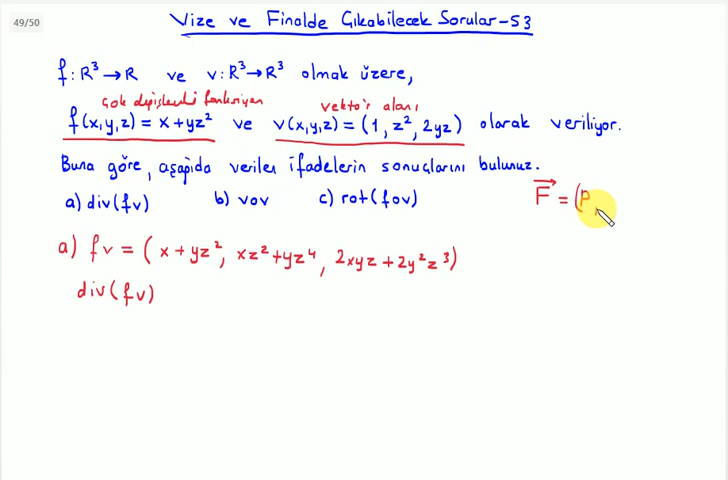 49/50
Vize ve Finalde Çıkabilecek Sorular-53
f: R³ → R ve v: R³ → R³ olmak üzere,
çok değişkenli fonksiyon vektör alanı
f(x,y,z) = x + yz² ve v(x,y,z) = (1, z², 2yz) olarak veriliyor.
Buna göre, aşağıda verilen ifadelerin sonuçlarını bulunuz.
a) div(fv) b) vov c) rot(fov)
F⃗ = (P
a) fv = (x + yz², xz² + yz⁴, 2xyz + 2y²z³)
div(fv)